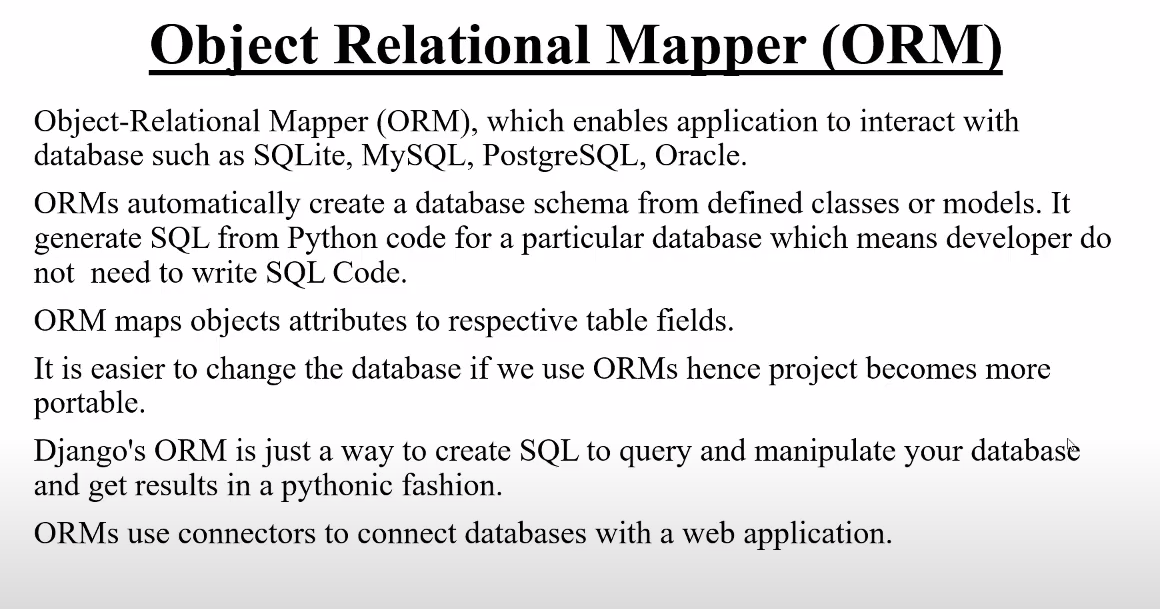 Object Relational Mapper (ORM)
Object-Relational Mapper (ORM), which enables application to interact with
database such as SQLite, MySQL, PostgreSQL, Oracle.
ORMs automatically create a database schema from defined classes or models. It
generate SQL from Python code for a particular database which means developer do
not  need to write SQL Code.
ORM maps objects attributes to respective table fields.
It is easier to change the database if we use ORMs hence project becomes more
portable.
Django's ORM is just a way to create SQL to query and manipulate your database
and get results in a pythonic fashion.
ORMs use connectors to connect databases with a web application.